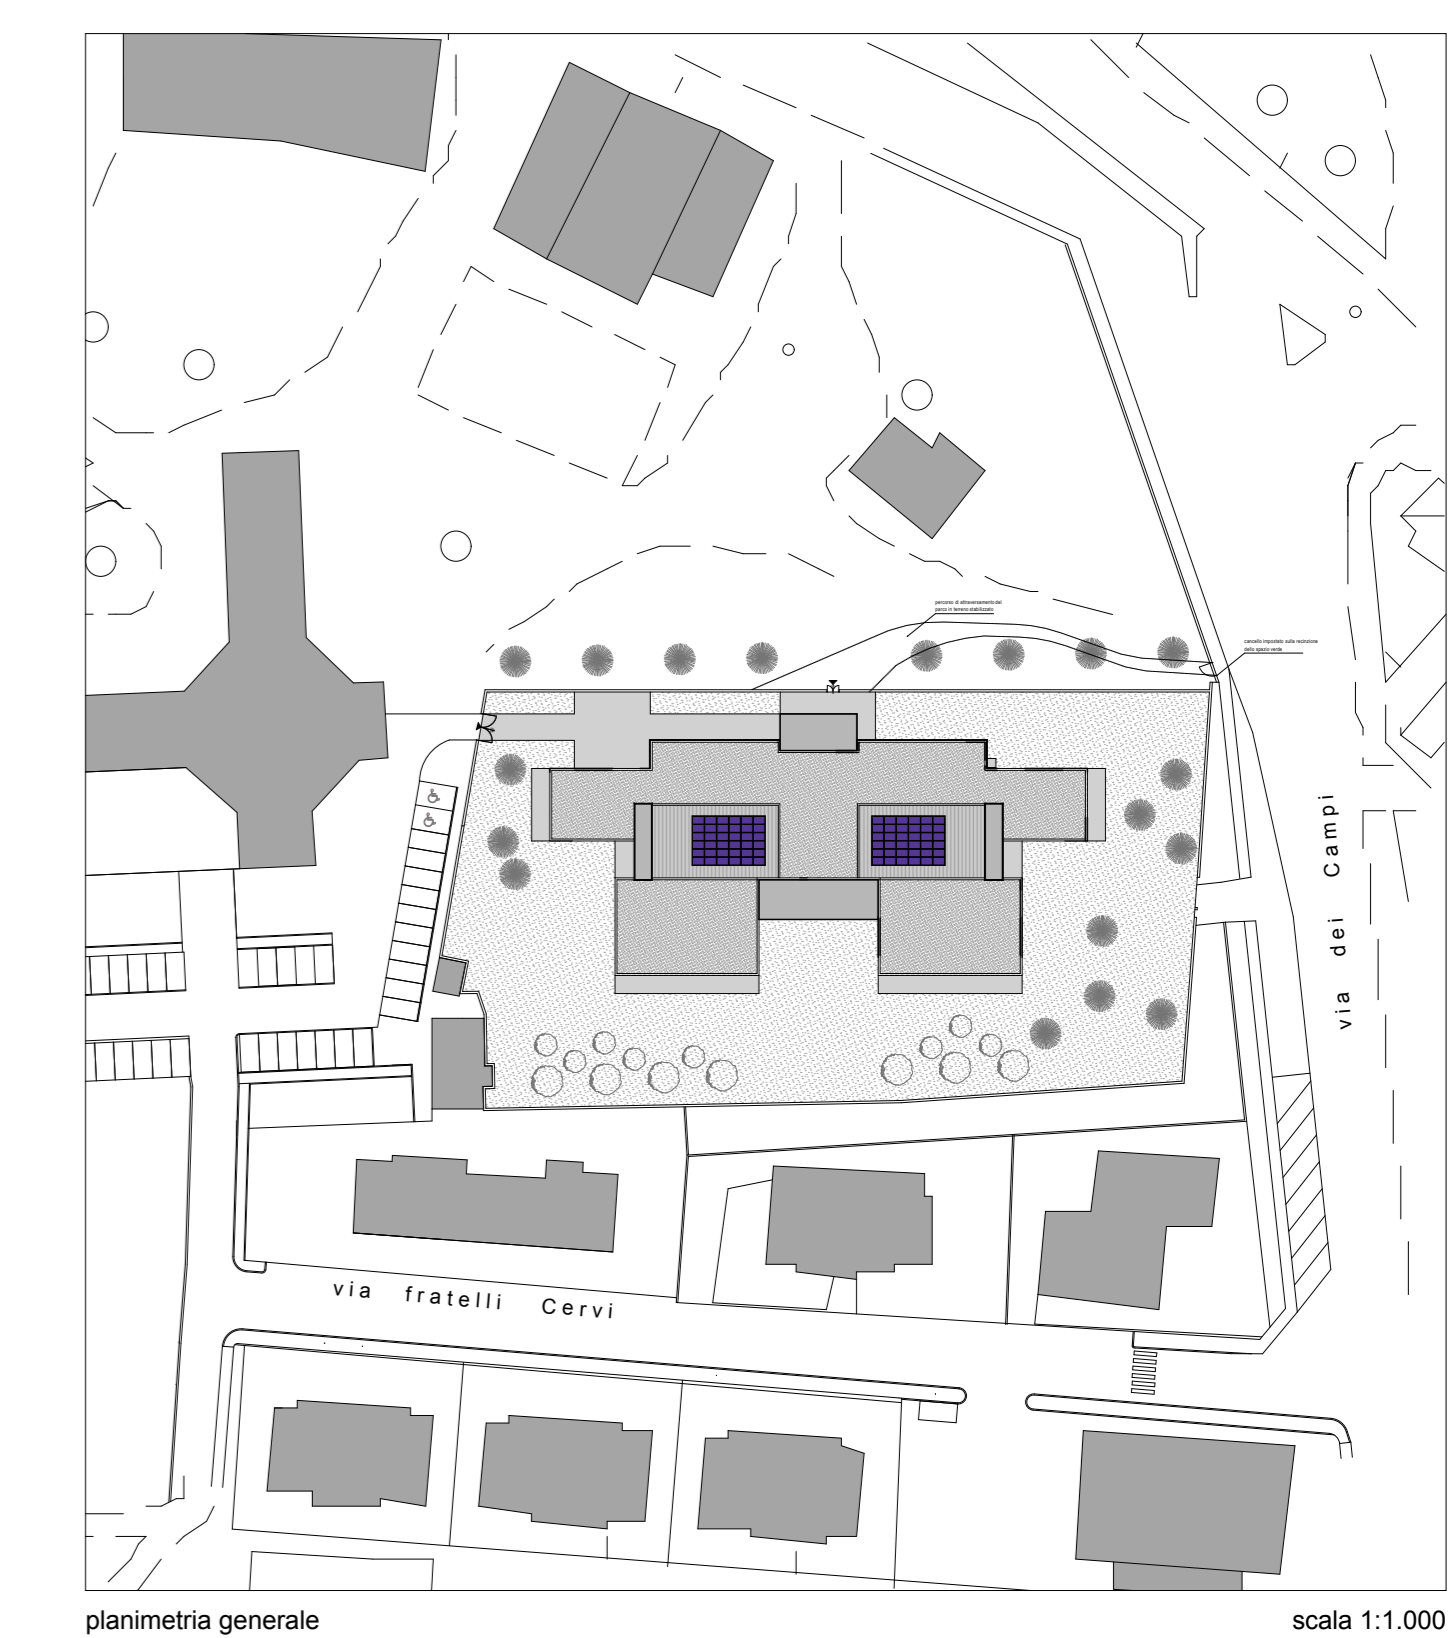 percorso di attraversamento del
parco in terreno stabilizzato
cancello impostato sulla recinzione
dello spazio verde
via dei Campi
via fratelli Cervi
planimetria generale
scala 1:1.000